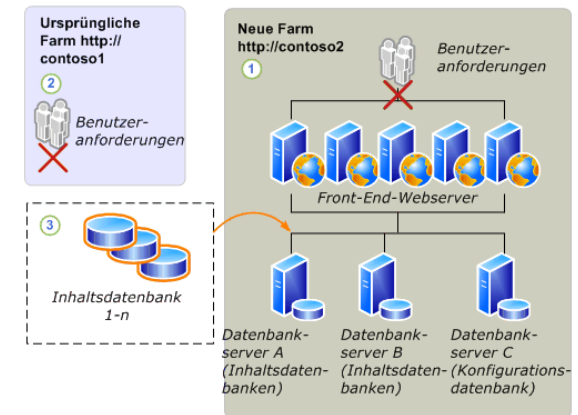 Ursprüngliche
Farm http://
contoso1
2
Benutzer-
anforderungen
3
Inhaltsdatenbank
1-n
Neue Farm
http://contoso2
1
Benutzer-
anforderungen
Front-End-Webserver
Datenbank-
server A
(Inhaltsdaten-
banken)
Datenbank-
server B
(Inhaltsdaten-
banken)
Datenbank-
server C
(Konfigurations-
datenbank)